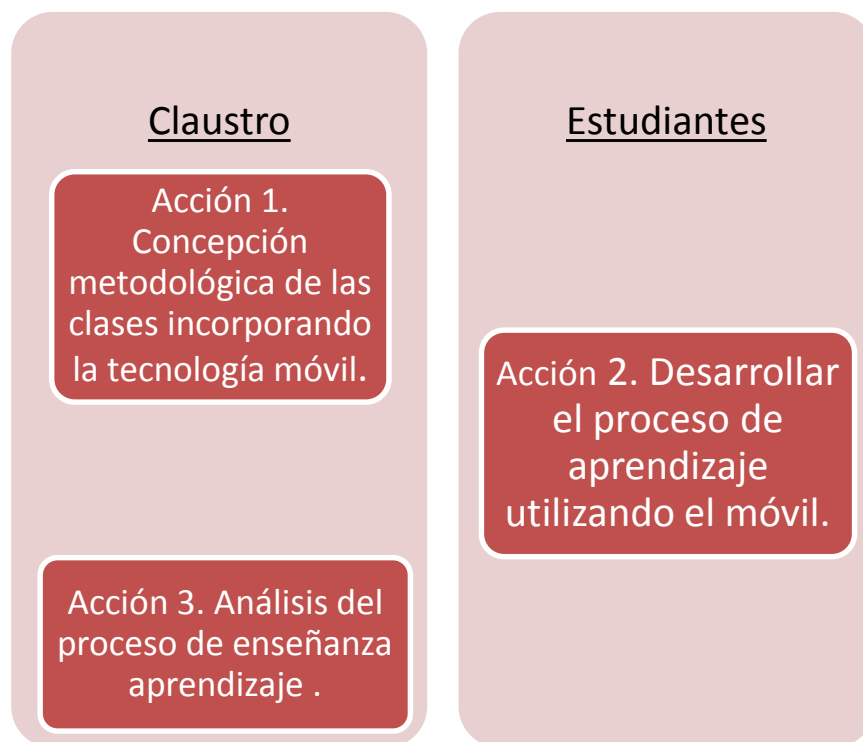 Claustro
Acción 1.
Concepción
metodológica de las
clases incorporando
la tecnología móvil.
Acción 3. Análisis del
proceso de enseñanza
aprendizaje .
Estudiantes
Acción 2. Desarrollar
el proceso de
aprendizaje
utilizando el móvil.